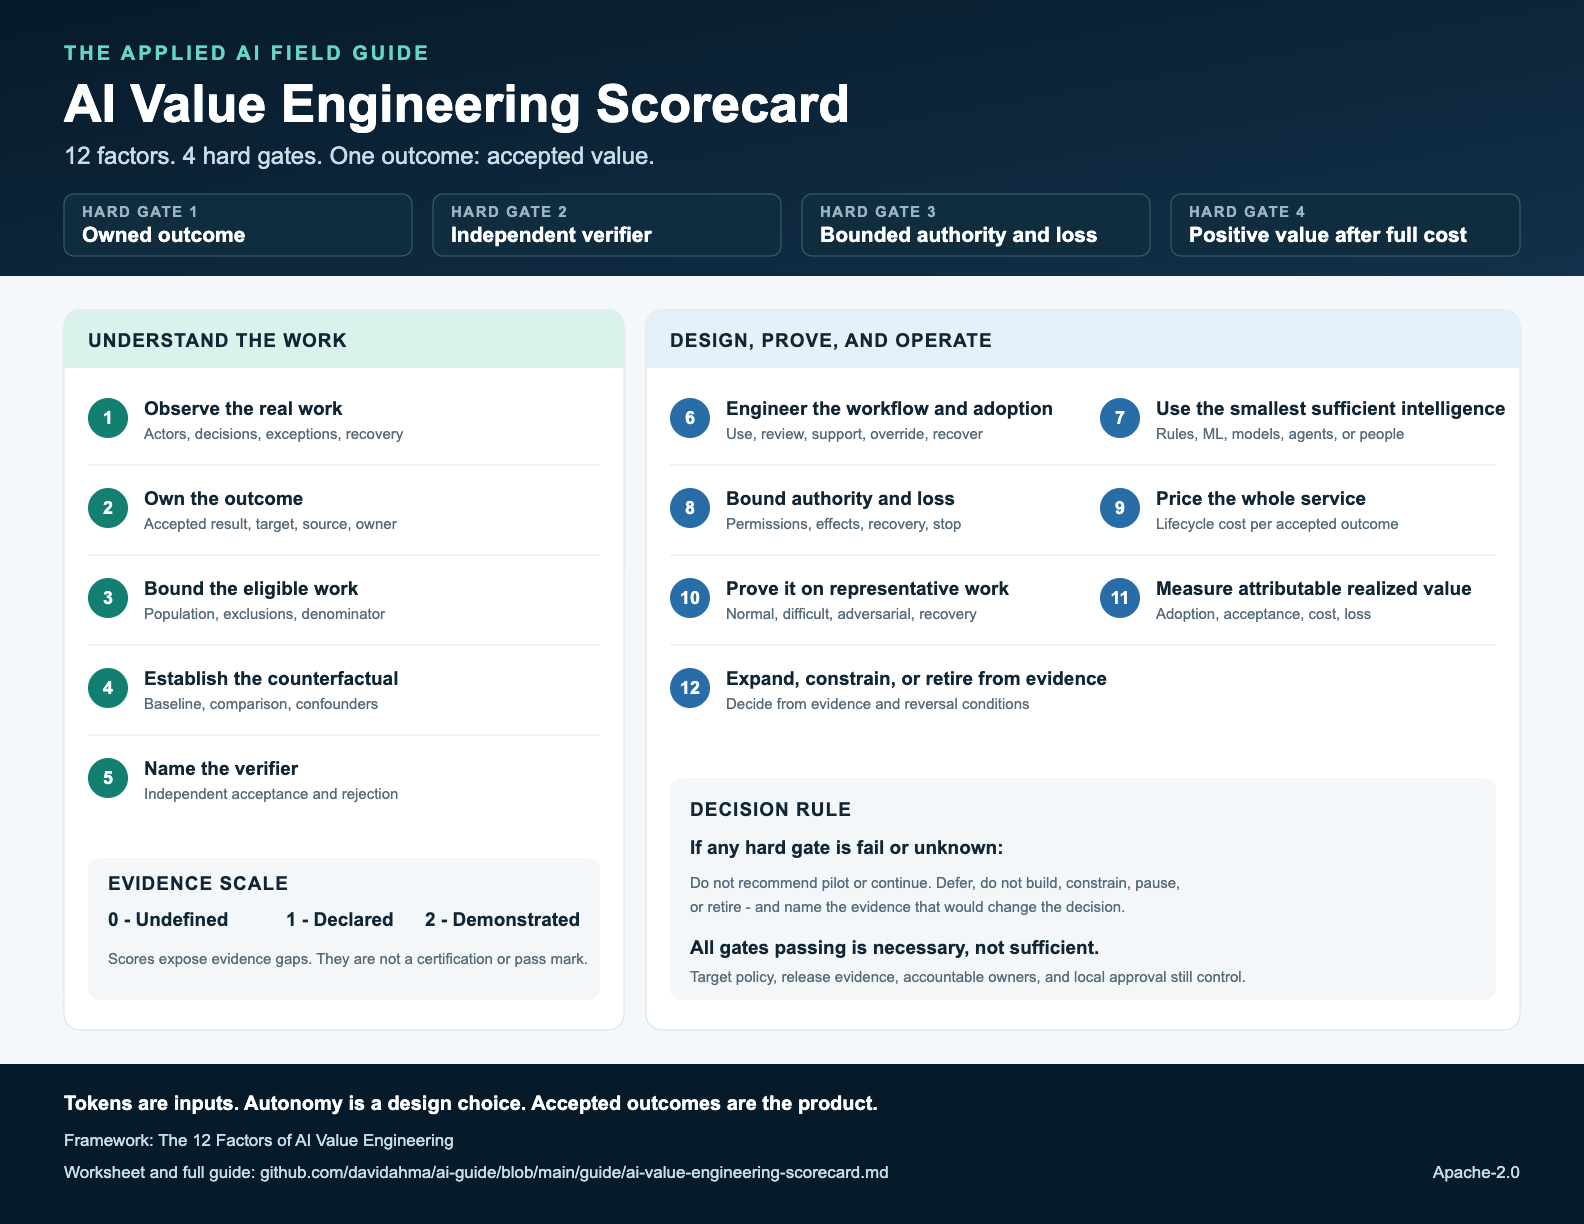 THE APPLIED AI FIELD GUIDE
AI Value Engineering Scorecard
12 factors. 4 hard gates. One outcome: accepted value.
HARD GATE 1
Owned outcome
HARD GATE 2
Independent verifier
HARD GATE 3
Bounded authority and loss
HARD GATE 4
Positive value after full cost
UNDERSTAND THE WORK
1
Observe the real work
Actors, decisions, exceptions, recovery
2
Own the outcome
Accepted result, target, source, owner
3
Bound the eligible work
Population, exclusions, denominator
4
Establish the counterfactual
Baseline, comparison, confounders
5
Name the verifier
Independent acceptance and rejection
EVIDENCE SCALE
0 - Undefined 1 - Declared 2 - Demonstrated
Scores expose evidence gaps. They are not a certification or pass mark.
DESIGN, PROVE, AND OPERATE
6
Engineer the workflow and adoption
Use, review, support, override, recover
7
Use the smallest sufficient intelligence
Rules, ML, models, agents, or people
8
Bound authority and loss
Permissions, effects, recovery, stop
9
Price the whole service
Lifecycle cost per accepted outcome
10
Prove it on representative work
Normal, difficult, adversarial, recovery
11
Measure attributable realized value
Adoption, acceptance, cost, loss
12
Expand, constrain, or retire from evidence
Decide from evidence and reversal conditions
DECISION RULE
If any hard gate is fail or unknown:
Do not recommend pilot or continue. Defer, do not build, constrain, pause,
or retire - and name the evidence that would change the decision.
All gates passing is necessary, not sufficient.
Target policy, release evidence, accountable owners, and local approval still control.
Tokens are inputs. Autonomy is a design choice. Accepted outcomes are the product.
Framework: The 12 Factors of AI Value Engineering
Worksheet and full guide: github.com/davidahma/ai-guide/blob/main/guide/ai-value-engineering-scorecard.md
Apache-2.0